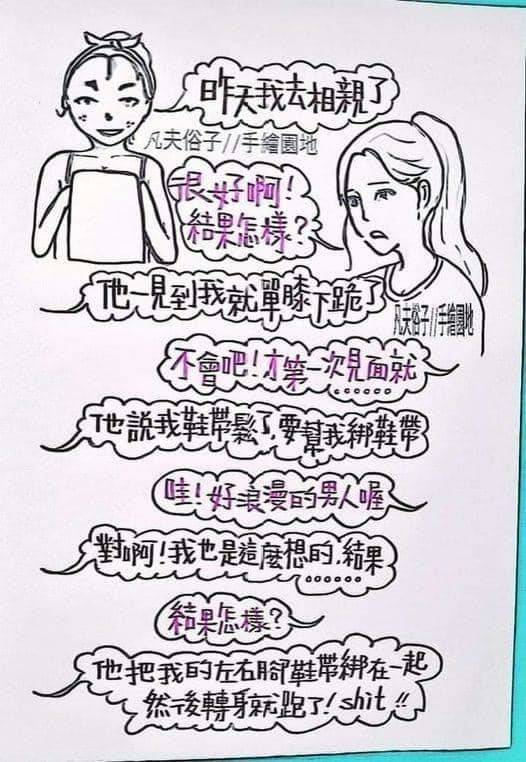 昨天我去相親了
凡夫俗子//手繪園地
很好啊!
結果怎樣?
他一見到我就單膝下跪了
凡夫俗子//手繪園地
不會吧!才第一次見面就
……
他說我鞋帶鬆了,要幫我綁鞋帶
哇!好浪漫的男人喔
對啊!我也是這麼想的,結果
……
結果怎樣?
他把我的左右腳鞋帶綁在一起
然後轉身就跑了!shit!!